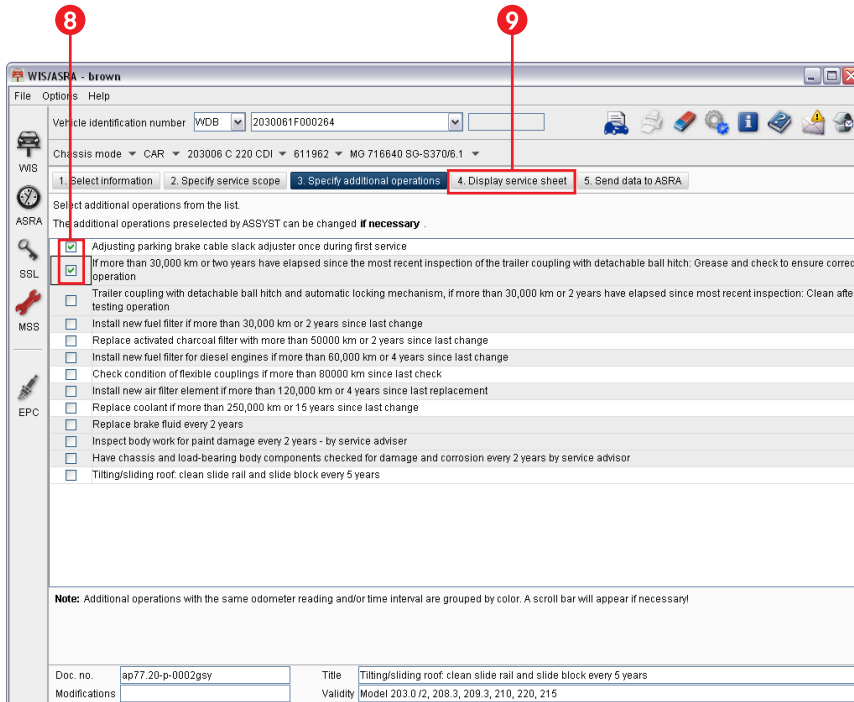 8
9
WIS/ASRA - brown
File Options Help
Vehicle identification number WDB 2030061F000264
Chassis mode CAR 203006 C 220 CDI 611962 MG 716640 SG-S370/6.1
1. Select information 2. Specify service scope 3. Specify additional operations 4. Display service sheet 5. Send data to ASRA
WIS
ASRA
SSL
MSS
EPC
Select additional operations from the list.
The additional operations preselected by ASSYST can be changed if necessary .
Adjusting parking brake cable slack adjuster once during first service
If more than 30,000 km or two years have elapsed since the most recent inspection of the trailer coupling with detachable ball hitch: Grease and check to ensure correc
operation
Trailer coupling with detachable ball hitch and automatic locking mechanism, if more than 30,000 km or 2 years have elapsed since most recent inspection: Clean afte
testing operation
Install new fuel filter if more than 30,000 km or 2 years since last change
Replace activated charcoal filter with more than 50000 km or 2 years since last change
Install new fuel filter for diesel engines if more than 60,000 km or 4 years since last change
Check condition of flexible couplings if more than 80000 km since last check
Install new air filter element if more than 120,000 km or 4 years since last replacement
Replace coolant if more than 250,000 km or 15 years since last change
Replace brake fluid every 2 years
Inspect body work for paint damage every 2 years - by service adviser
Have chassis and load-bearing body components checked for damage and corrosion every 2 years by service advisor
Tilting/sliding roof: clean slide rail and slide block every 5 years
Note: Additional operations with the same odometer reading and/or time interval are grouped by color. A scroll bar will appear if necessary!
Doc. no. ap77.20-p-0002gsy Title Tilting/sliding roof: clean slide rail and slide block every 5 years
Modifications Validity Model 203.0 /2, 208.3, 209.3, 210, 220, 215